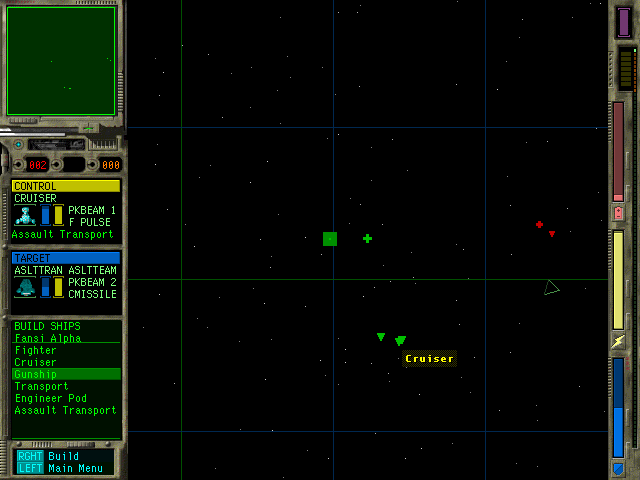 002 000
CONTROL
CRUISER
PKBEAM 1
F PULSE
Assault Transport
TARGET
ASLTTRAN ASLTTEAM
PKBEAM 2
CMISSILE
BUILD SHIPS
Fansi Alpha
Fighter
Cruiser
Gunship
Transport
Engineer Pod
Assault Transport
RGHT Build
LEFT Main Menu
Cruiser